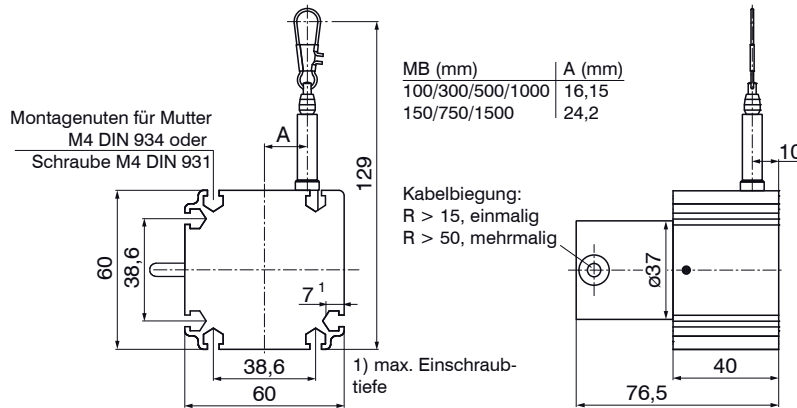 129
MB (mm) A (mm)
100/300/500/1000 16,15
150/750/1500 24,2
Montagenuten für Mutter
M4 DIN 934 oder
Schraube M4 DIN 931
A
10
Kabelbiegung:
R > 15, einmalig
R > 50, mehrmalig
60
38,6
7 1
ø37
38,6
60
1) max. Einschraub-
tiefe
40
76,5